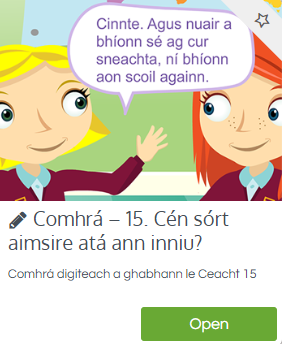 Cinnte. Agus nuair a
bhíonn sé ag cur
sneachta, ní bhíonn
aon scoil againn.
Comhrá – 15. Cén sórt
aimsire atá ann inniu?
Comhrá digiteach a ghabhann le Ceacht 15
Open